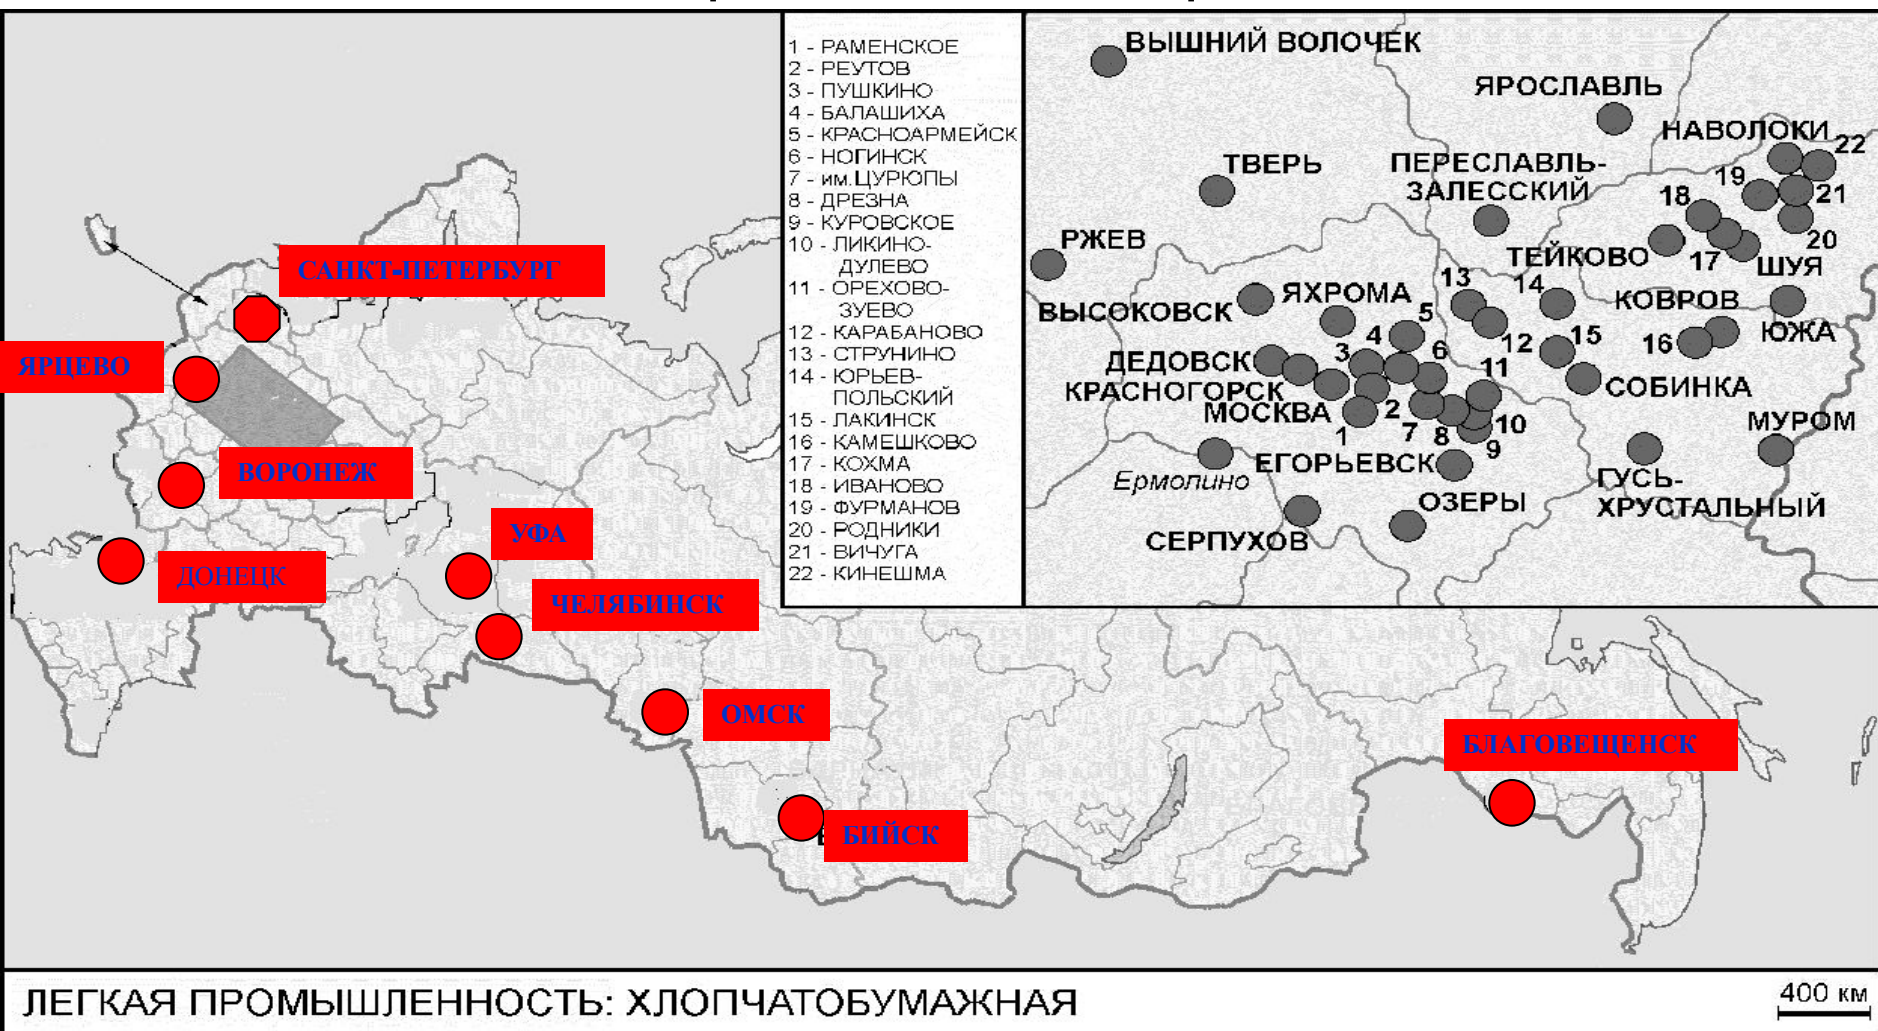 1 - РАМЕНСКОЕ
2 - РЕУТОВ
3 - ПУШКИНО
4 - БАЛАШИХА
5 - КРАСНОАРМЕЙСК
6 - НОГИНСК
7 - им.ЦУРЮПЫ
8 - ДРЕЗНА
9 - КУРОВСКОЕ
10 - ЛИКИНО-
ДУЛЕВО
11 - ОРЕХОВО-
ЗУЕВО
12 - КАРАБАНОВО
13 - СТРУНИНО
14 - ЮРЬЕВ-
ПОЛЬСКИЙ
15 - ЛАКИНСК
16 - КАМЕШКОВО
17 - КОХМА
18 - ИВАНОВО
19 - ФУРМАНОВ
20 - РОДНИКИ
21 - ВИЧУГА
22 - КИНЕШМА
ВЫШНИЙ ВОЛОЧЕК
ЯРОСЛАВЛЬ
НАВОЛОКИ
22
ТВЕРЬ
ПЕРЕСЛАВЛЬ-
ЗАЛЕССКИЙ
19
18
21
20
РЖЕВ
ТЕЙКОВО
17
ШУЯ
13
14
ЯХРОМА
КОВРОВ
ВЫСОКОВСК
5
ЮЖА
4
12
15
16
ДЕДОВСК
3
6
11
СОБИНКА
КРАСНОГОРСК
МОСКВА
2
1
7
8
10
9
МУРОМ
ЕГОРЬЕВСК
Ермолино
ГУСЬ-
ХРУСТАЛЬНЫЙ
ОЗЕРЫ
СЕРПУХОВ
САНКТ-ПЕТЕРБУРГ
ЯРЦЕВО
ВОРОНЕЖ
УФА
ДОНЕЦК
ЧЕЛЯБИНСК
ОМСК
БЛАГОВЕЩЕНСК
БИЙСК
ЛЕГКАЯ ПРОМЫШЛЕННОСТЬ: ХЛОПЧАТОБУМАЖНАЯ
400 км